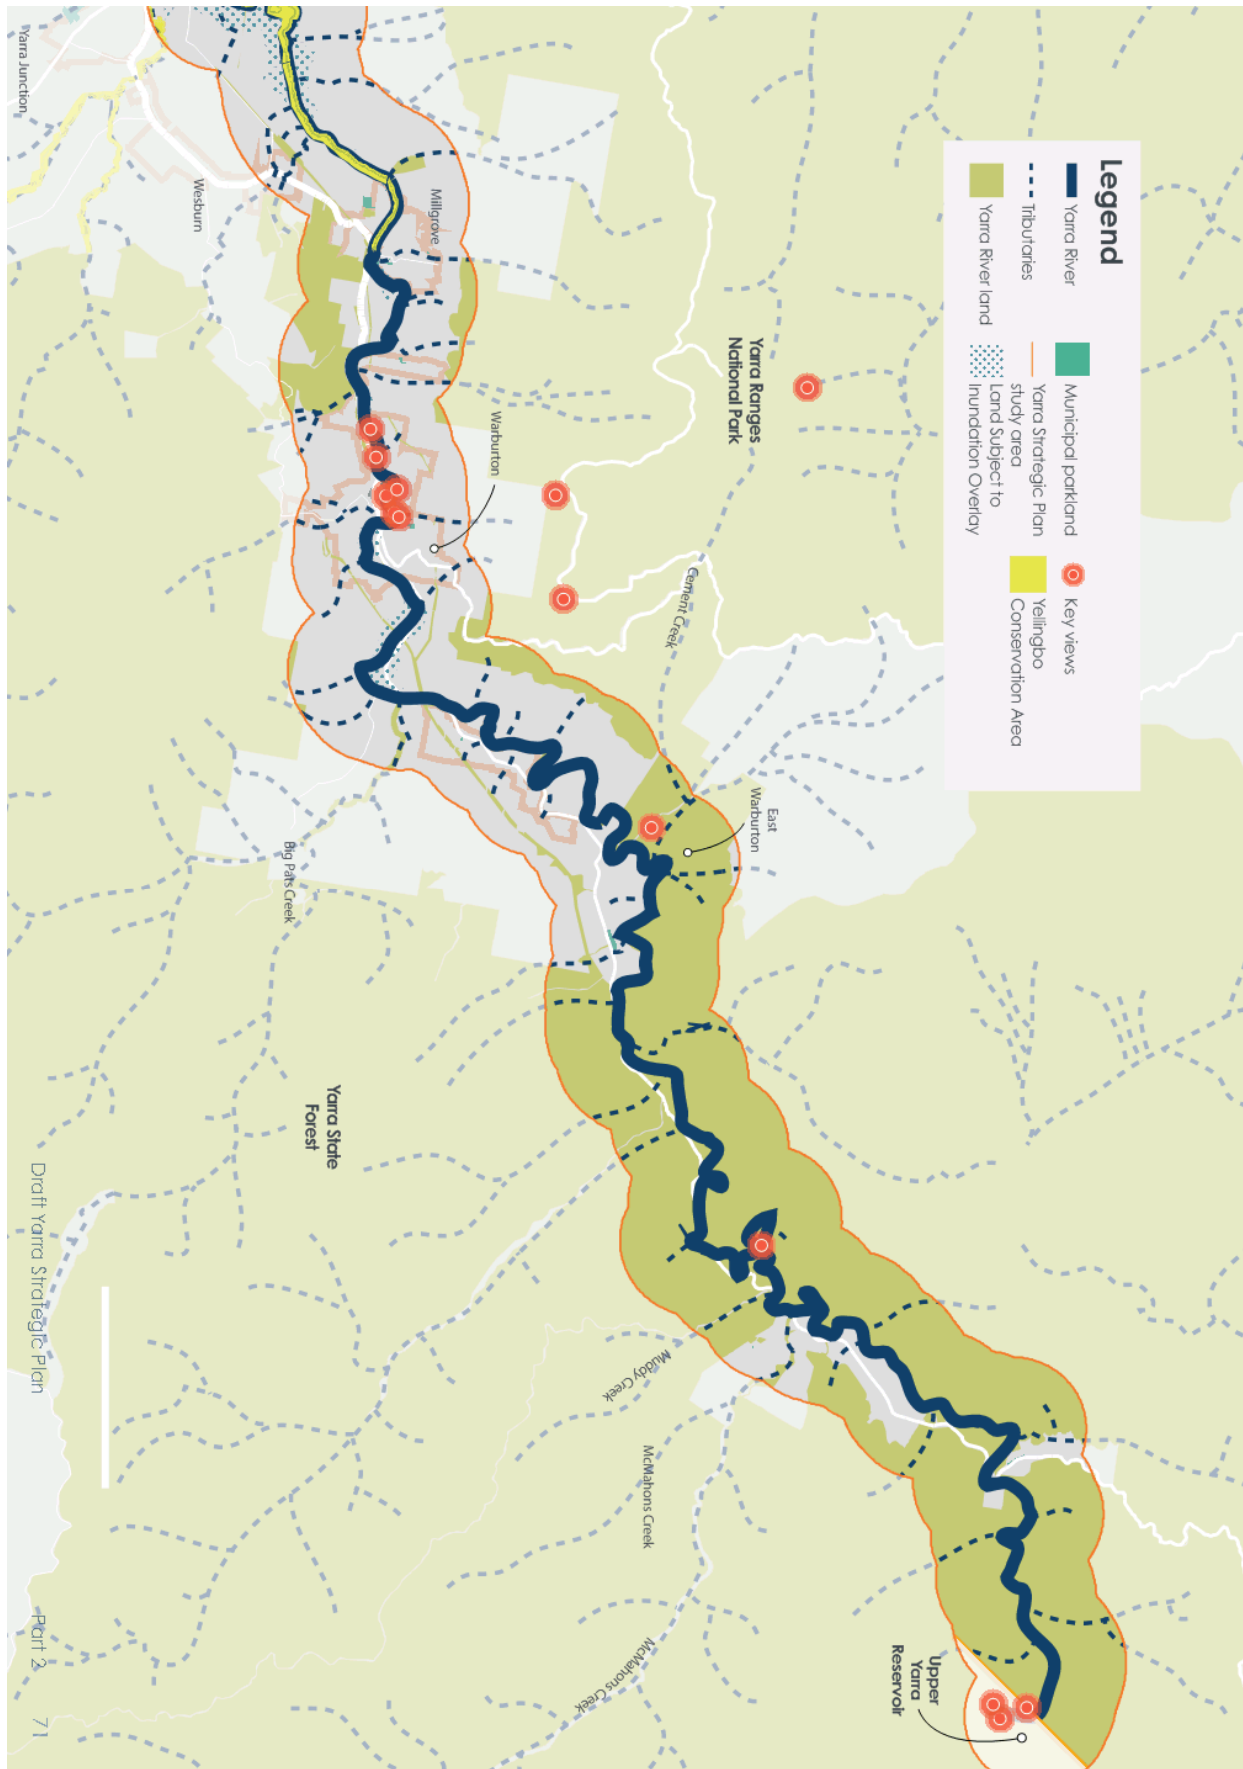 Legend
Yarra River
Tributaries
Yarra River land
Municipal parkland
Yarra Strategic Plan
study area
Land Subject to
Inundation Overlay
Key views
Yellingbo
Conservation Area
Yarra Junction
Wesburn
Millgrove
Warburton
Yarra Ranges
National Park
Cement Creek
East
Warburton
Big Pats Creek
Yarra State
Forest
Muddy Creek
McMahons Creek
McMahons Creek
Upper
Yarra
Reservoir
Draft Yarra Strategic Plan
Part 2
71